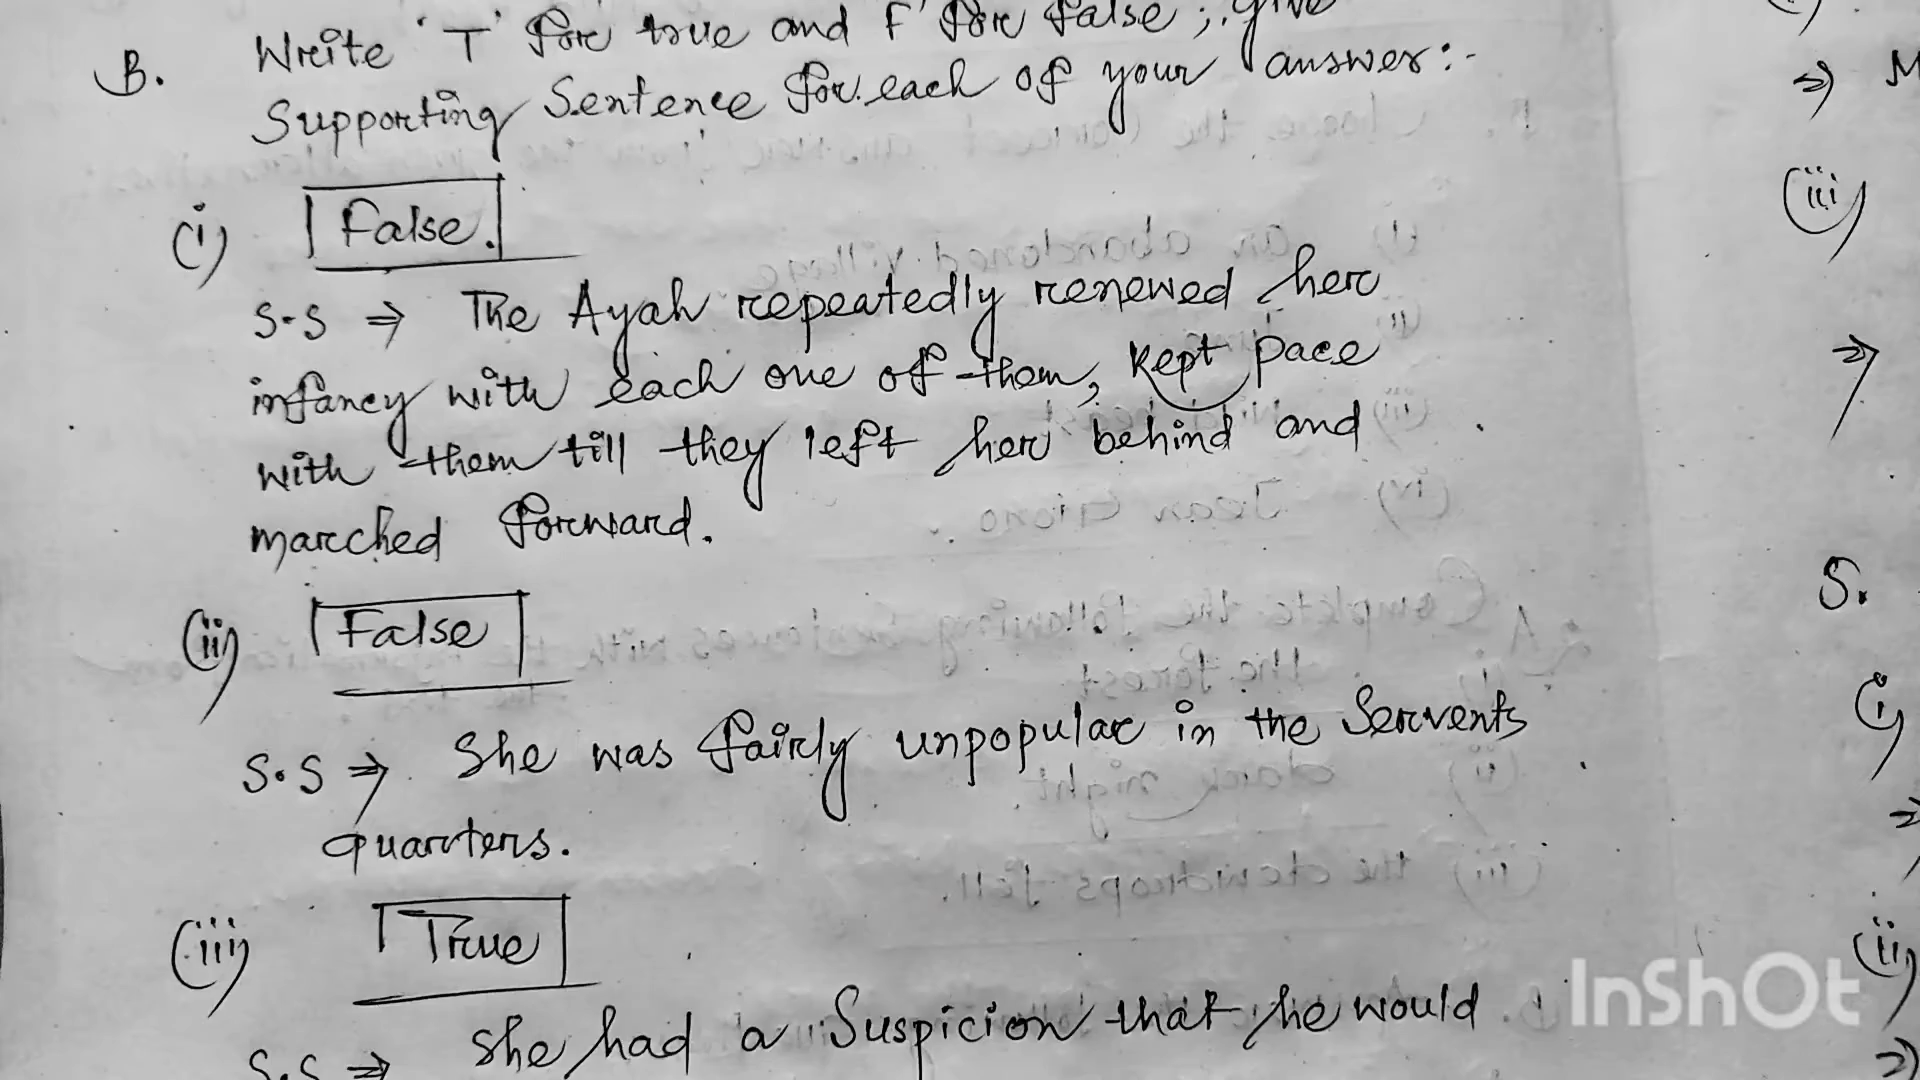 B. Write 'T' for true and F' for false ; give
Supporting Sentence for each of your answer:-
(i) False.
S-S ⇒ The Ayah repeatedly renewed her
infancy with each one of them, kept pace
with them till they left her behind and
marched forward.
(ii) False
S.S ⇒ She was fairly unpopular in the Servents
quarters.
(iii) True
S.S ⇒ she had a Suspicion that he would
⇒ M
(iii)
⇒
S.
(i)
⇒
(ii)
⇒
InShOt